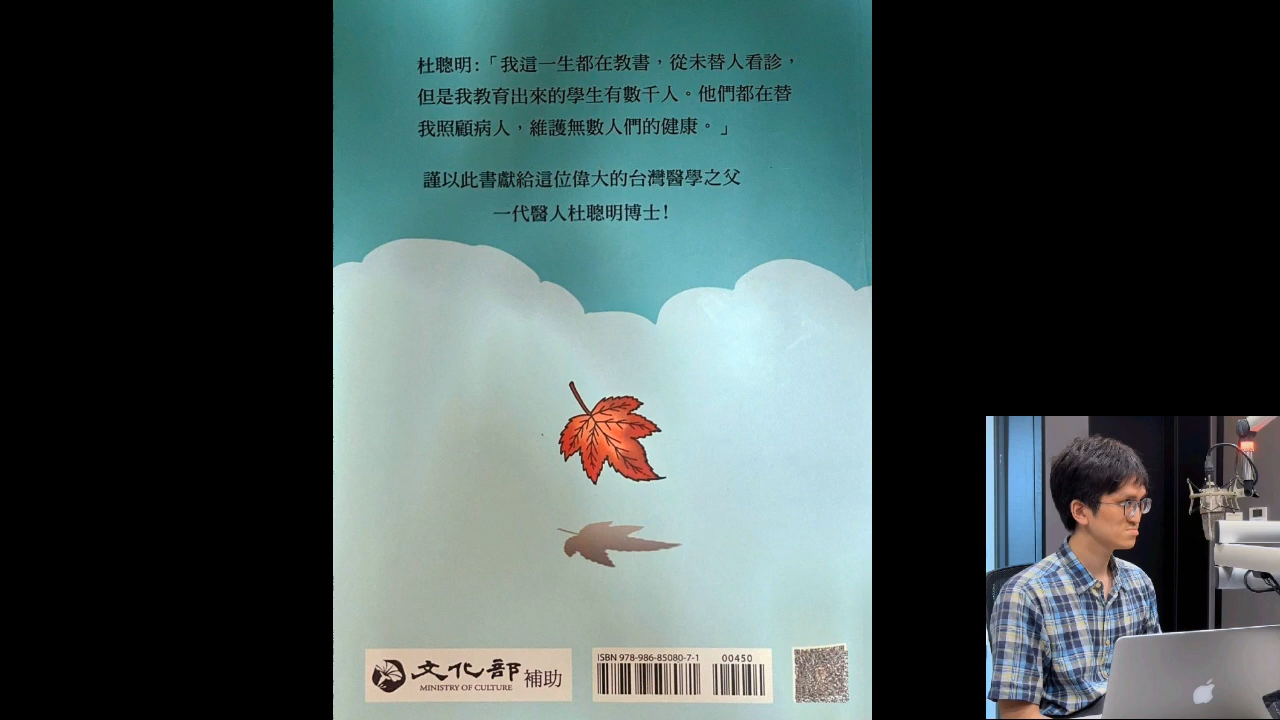 杜聰明:「我這一生都在教書，從未替人看診，
但是我教育出來的學生有數千人。他們都在替
我照顧病人，維護無數人們的健康。」
謹以此書獻給這位偉大的台灣醫學之父
一代醫人杜聰明博士!
文化部 補助
MINISTRY OF CULTURE
ISBN 978-986-85080-7-1
00450